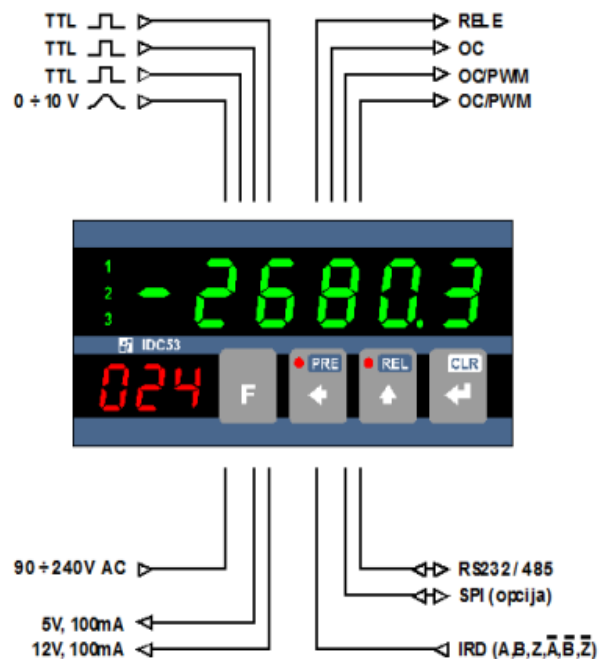 TTL
TTL
TTL
0 ÷ 10 V
RELE
OC
OC/PWM
OC/PWM
1
2
3
-2680.3
IDC53
024
F
PRE
REL
CLR
90 ÷ 240V AC
5V, 100mA
12V, 100mA
RS232 / 485
SPI (opcija)
IRD (A,B,Z,A̅,B̅,Z̅)